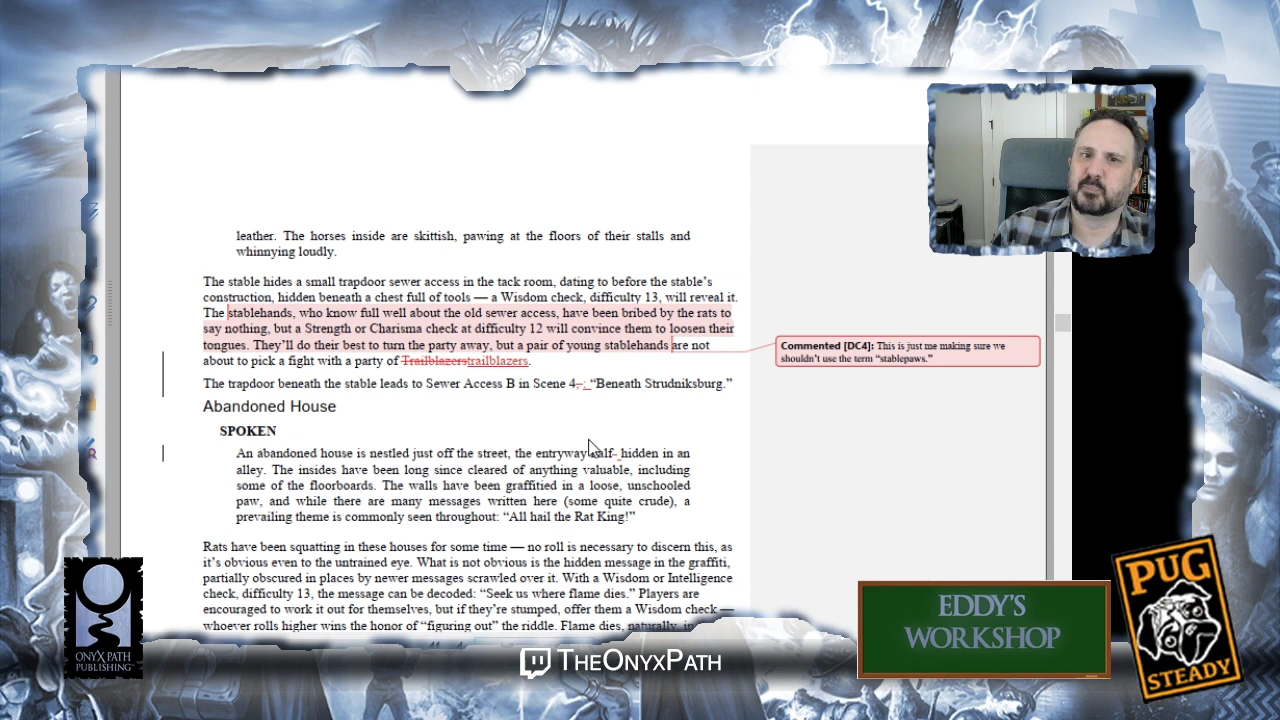 leather. The horses inside are skittish, pawing at the floors of their stalls and
whinnying loudly.
The stable hides a small trapdoor sewer access in the tack room, dating to before the stable's
construction, hidden beneath a chest full of tools — a Wisdom check, difficulty 13, will reveal it.
The stablehands, who know full well about the old sewer access, have been bribed by the rats to
say nothing, but a Strength or Charisma check at difficulty 12 will convince them to loosen their
tongues. They'll do their best to turn the party away, but a pair of young stablehands are not
about to pick a fight with a party of Trailblazerstrailblazers.
The trapdoor beneath the stable leads to Sewer Access B in Scene 4,: "Beneath Strudniksburg."
Commented [DC4]: This is just me making sure we
shouldn't use the term "stablepaws."
Abandoned House
SPOKEN
An abandoned house is nestled just off the street, the entryway half- hidden in an
alley. The insides have been long since cleared of anything valuable, including
some of the floorboards. The walls have been graffitied in a loose, unschooled
paw, and while there are many messages written here (some quite crude), a
prevailing theme is commonly seen throughout: "All hail the Rat King!"
Rats have been squatting in these houses for some time — no roll is necessary to discern this, as
it's obvious even to the untrained eye. What is not obvious is the hidden message in the graffiti,
partially obscured in places by newer messages scrawled over it. With a Wisdom or Intelligence
check, difficulty 13, the message can be decoded: "Seek us where flame dies." Players are
encouraged to work it out for themselves, but if they're stumped, offer them a Wisdom check —
whoever rolls higher wins the honor of "figuring out" the riddle. Flame dies, naturally, in
ONYX PATH
PUBLISHING
THEONYXPATH
EDDY'S
WORKSHOP
PUG
STEADY